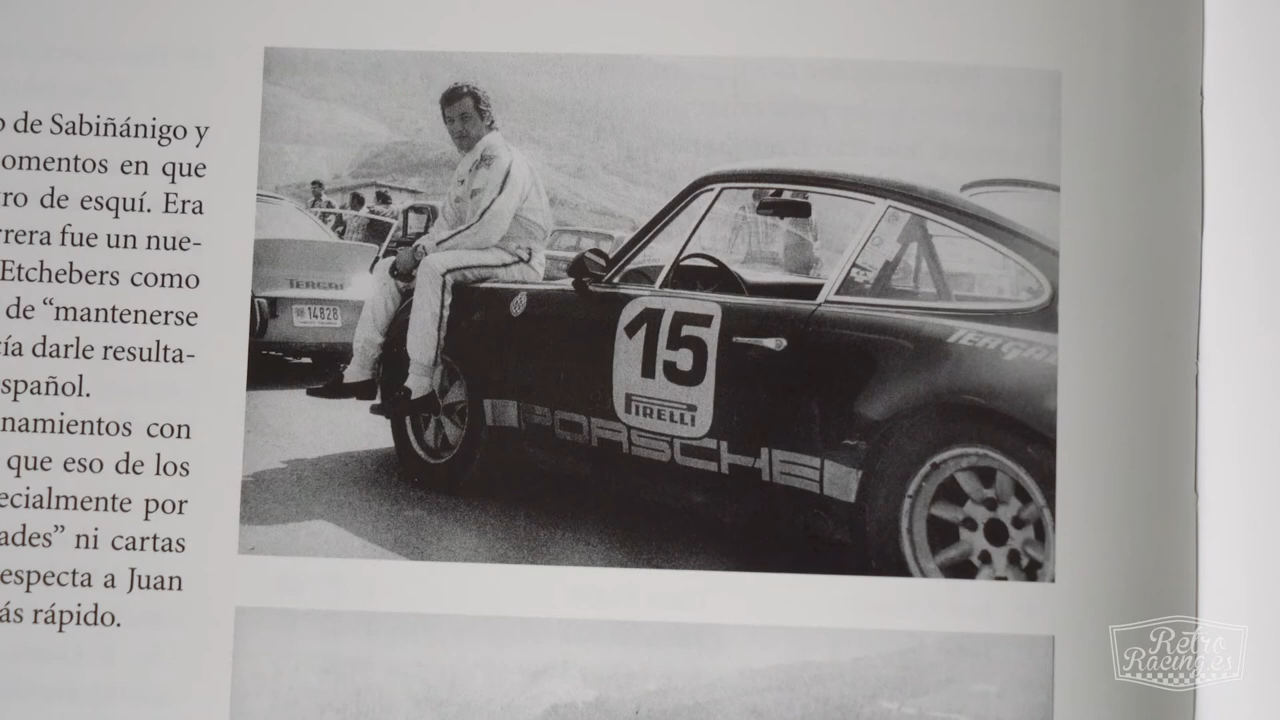 de Sabiñánigo y
omentos en que
ro de esquí. Era
rrera fue un nue-
Etchebers como
de “mantenerse
ía darle resulta-
spañol.
namientos con
que eso de los
ecialmente por
ades” ni cartas
especta a Juan
ás rápido.
TERGAL
14828
15
PIRELLI
PORSCHE
TERGAL
Retro
Racing.es